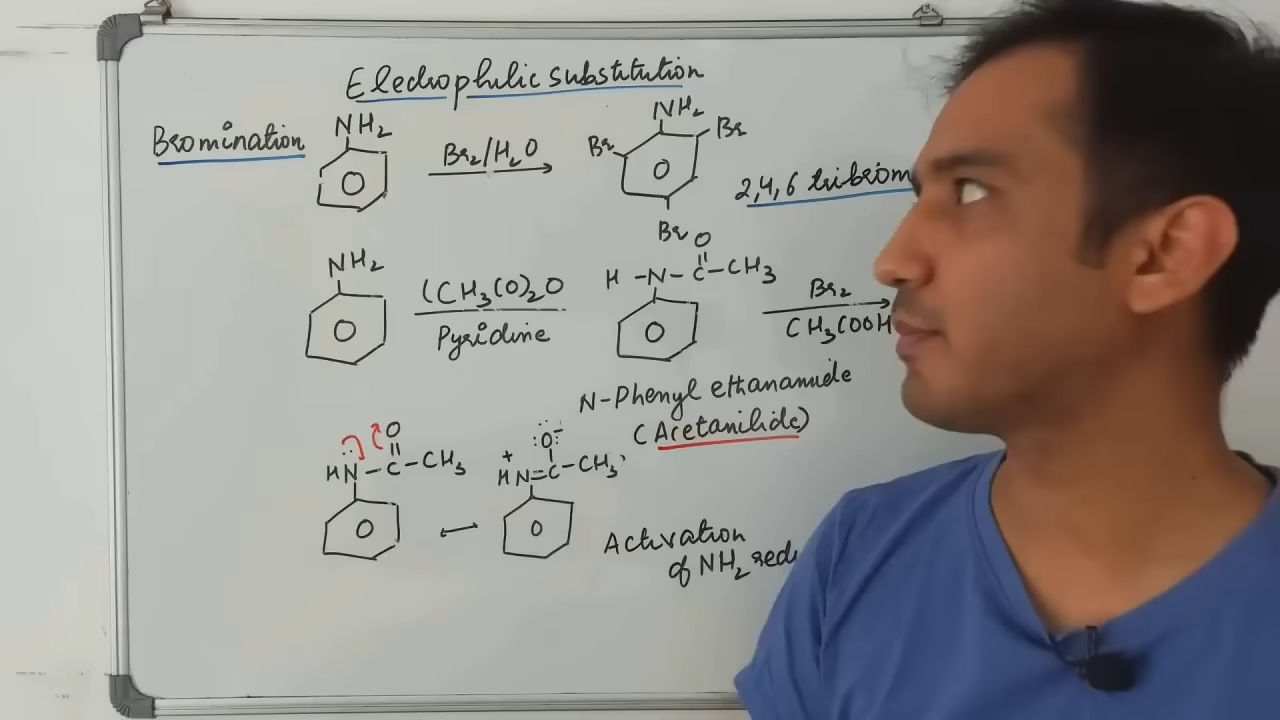 Electrophilic substitution
Bromination
NH2
Br2/H2O
NH2
Br
Br
Br
2,4,6 tribrom
NH2
(CH3CO)2O
Pyridine
O
H-N-C-CH3
Br2
CH3COOH
N-Phenyl ethanamide
(Acetanilide)
O
HN-C-CH3
O-
+
HN=C-CH3
Activation
of NH2 redu